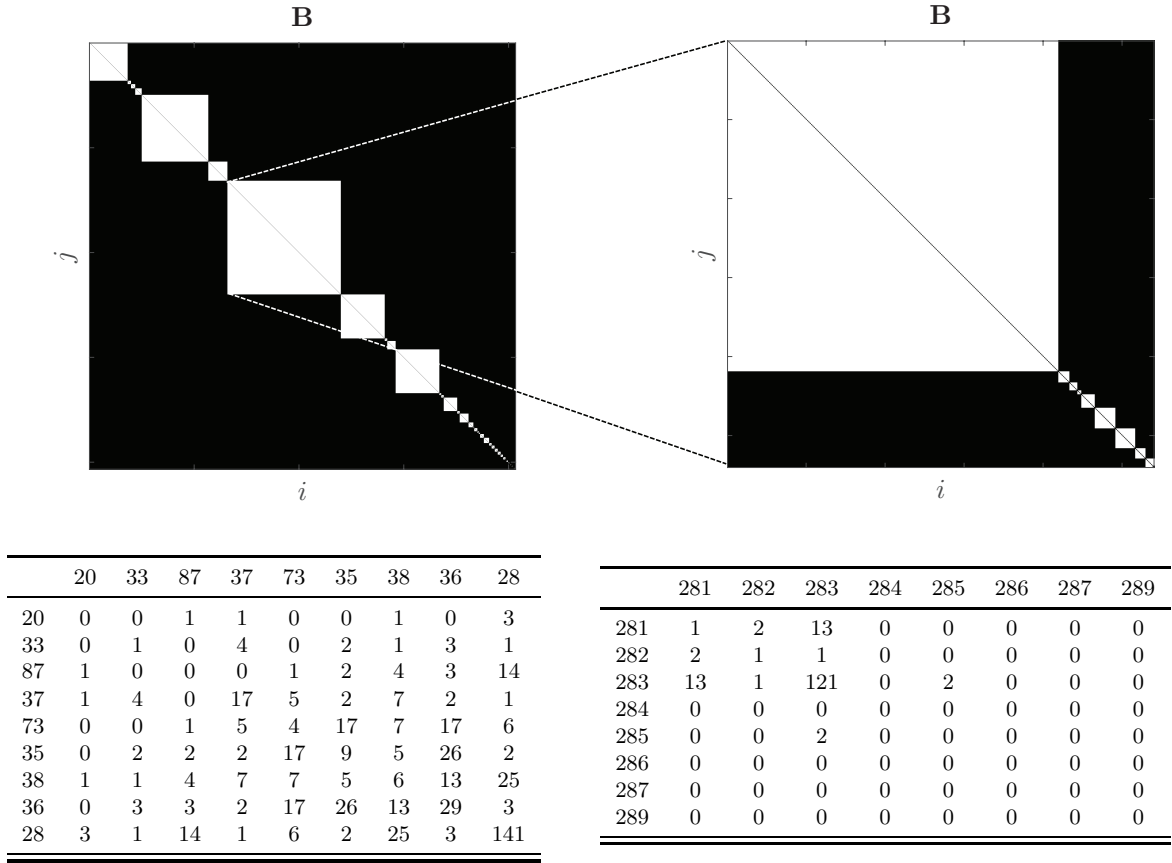 B
B
j
j
i
i
20 33 87 37 73 35 38 36 28
20 0 0 1 1 0 0 1 0 3
33 0 1 0 4 0 2 1 3 1
87 1 0 0 0 1 2 4 3 14
37 1 4 0 17 5 2 7 2 1
73 0 0 1 5 4 17 7 17 6
35 0 2 2 2 17 9 5 26 2
38 1 1 4 7 7 5 6 13 25
36 0 3 3 2 17 26 13 29 3
28 3 1 14 1 6 2 25 3 141
281 282 283 284 285 286 287 289
281 1 2 13 0 0 0 0 0
282 2 1 1 0 0 0 0 0
283 13 1 121 0 2 0 0 0
284 0 0 0 0 0 0 0 0
285 0 0 2 0 0 0 0 0
286 0 0 0 0 0 0 0 0
287 0 0 0 0 0 0 0 0
289 0 0 0 0 0 0 0 0